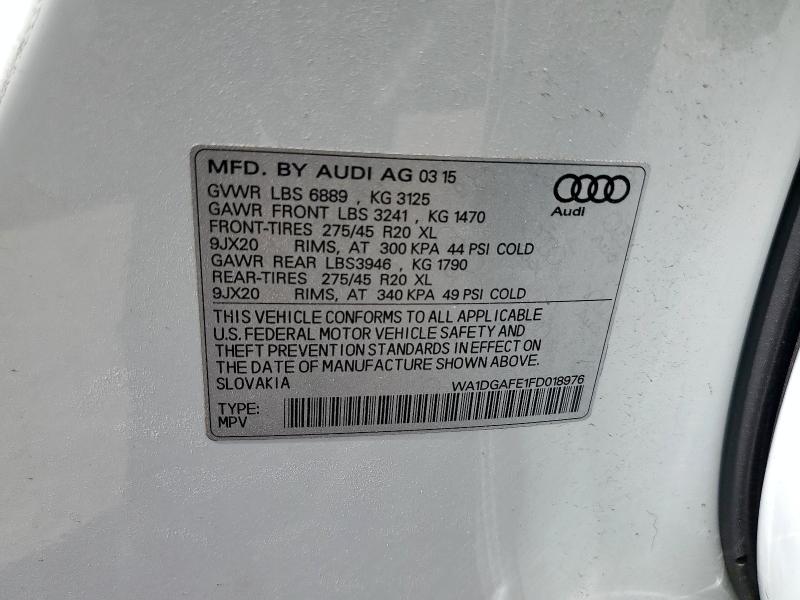 MFD. BY AUDI AG 03 15
GVWR LBS 6889 , KG 3125
GAWR FRONT LBS 3241 , KG 1470
FRONT-TIRES 275/45 R20 XL
9JX20 RIMS, AT 300 KPA 44 PSI COLD
GAWR REAR LBS3946 , KG 1790
REAR-TIRES 275/45 R20 XL
9JX20 RIMS, AT 340 KPA 49 PSI COLD
Audi
THIS VEHICLE CONFORMS TO ALL APPLICABLE
U.S. FEDERAL MOTOR VEHICLE SAFETY AND
THEFT PREVENTION STANDARDS IN EFFECT ON
THE DATE OF MANUFACTURE SHOWN ABOVE.
SLOVAKIA WA1DGAFE1FD018976
TYPE:
MPV